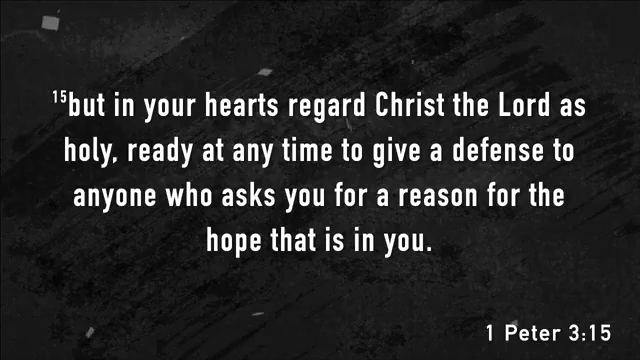 15but in your hearts regard Christ the Lord as
holy, ready at any time to give a defense to
anyone who asks you for a reason for the
hope that is in you.
1 Peter 3:15